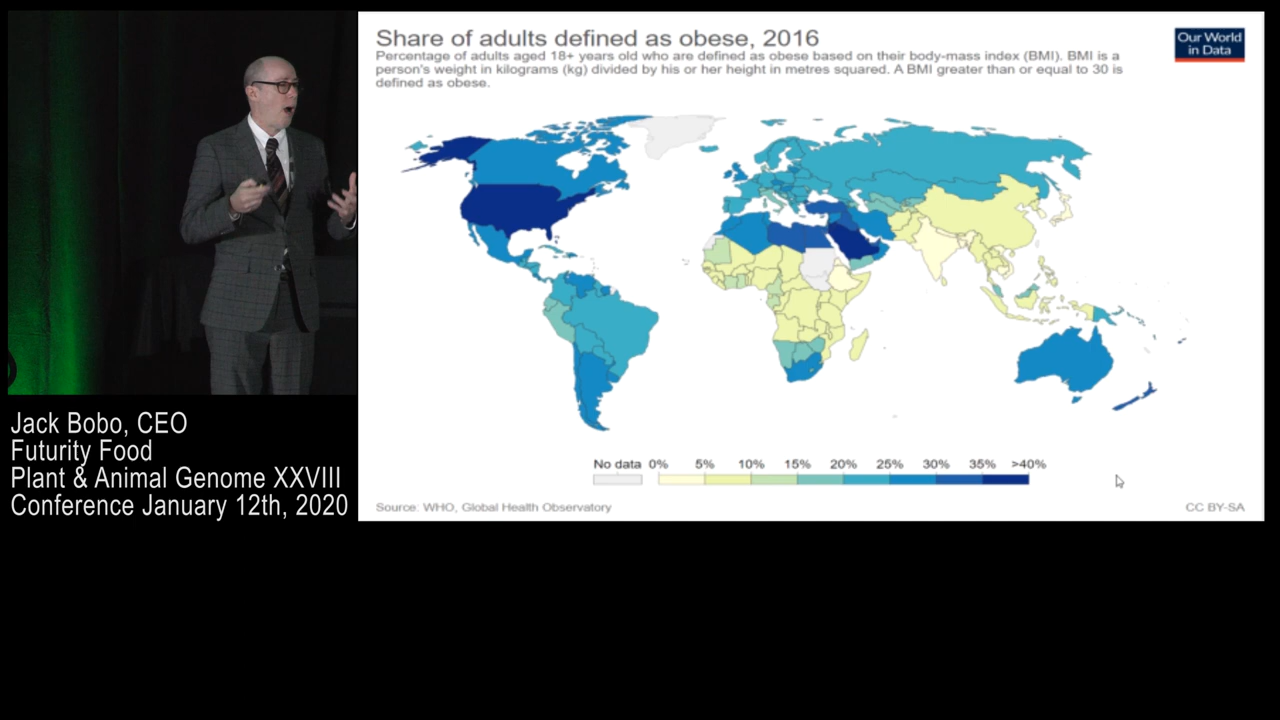 Share of adults defined as obese, 2016
Percentage of adults aged 18+ years old who are defined as obese based on their body-mass index (BMI). BMI is a
person's weight in kilograms (kg) divided by his or her height in metres squared. A BMI greater than or equal to 30 is
defined as obese.
Our World
in Data
No data 0% 5% 10% 15% 20% 25% 30% 35% >40%
Source: WHO, Global Health Observatory
CC BY-SA
Jack Bobo, CEO
Futurity Food
Plant & Animal Genome XXVIII
Conference January 12th, 2020